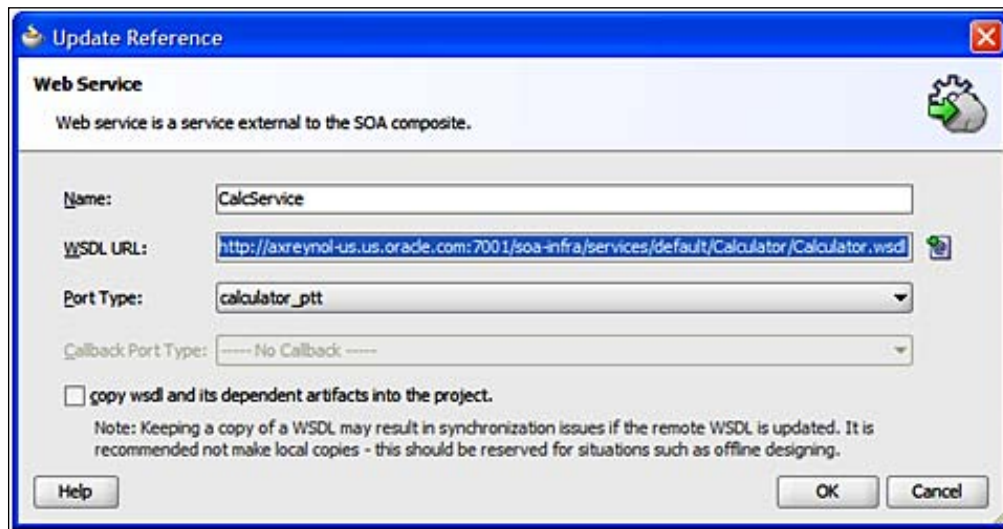 Update Reference
Web Service
Web service is a service external to the SOA composite.
Name: CalcService
WSDL URL: http://axreynol-us.us.oracle.com:7001/soa-infra/services/default/Calculator/Calculator.wsdl
Port Type: calculator_ptt
Callback Port Type: ----- No Callback -----
copy wsdl and its dependent artifacts into the project.
Note: Keeping a copy of a WSDL may result in synchronization issues if the remote WSDL is updated. It is
recommended not make local copies - this should be reserved for situations such as offline designing.
Help OK Cancel